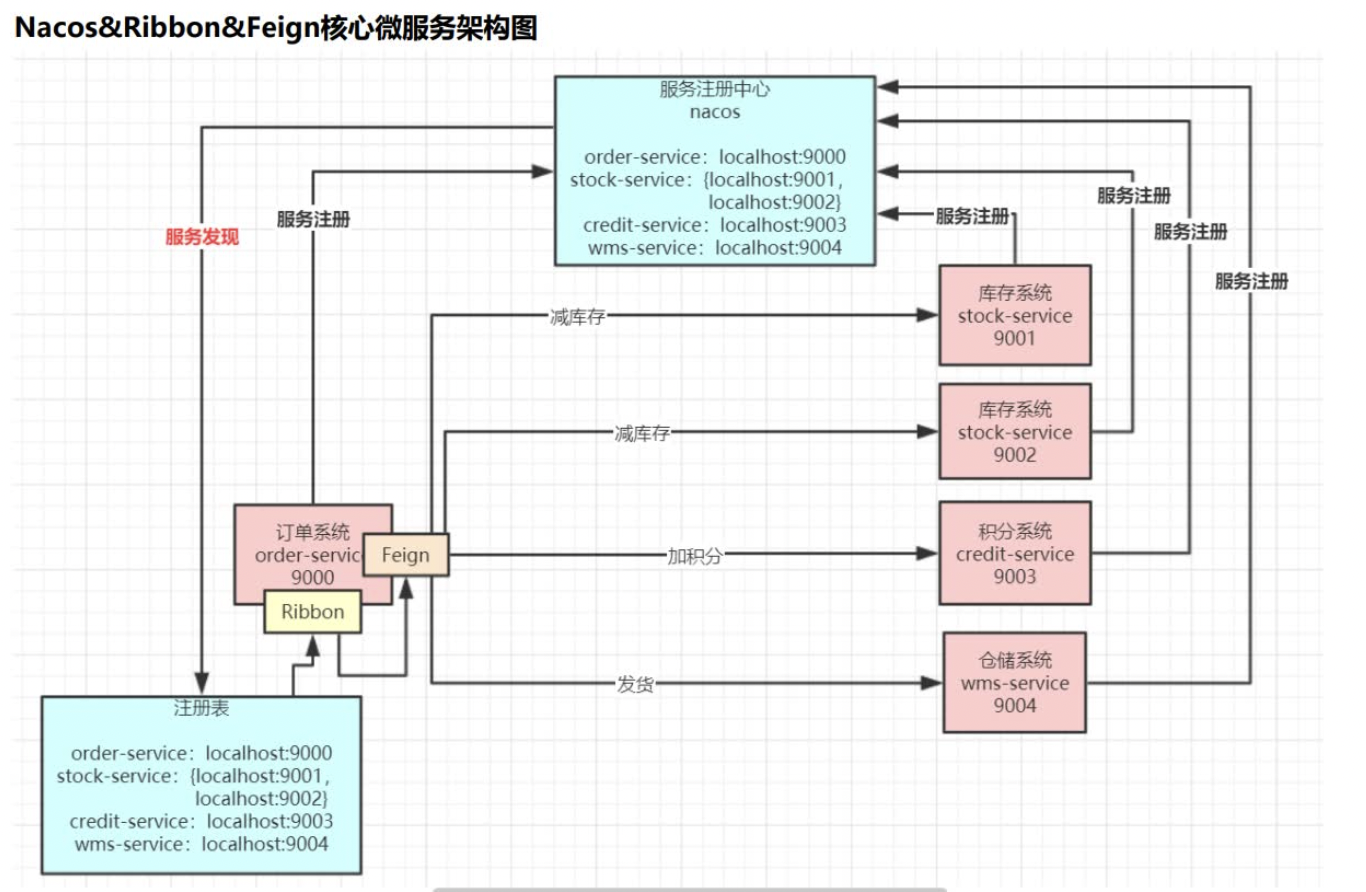 Nacos&Ribbon&Feign核心微服务架构图
服务注册中心
nacos
order-service：localhost:9000
stock-service：{localhost:9001，
localhost:9002}
credit-service：localhost:9003
wms-service：localhost:9004
服务发现
服务注册
服务注册
服务注册
服务注册
服务注册
减库存
库存系统
stock-service
9001
减库存
库存系统
stock-service
9002
订单系统
order-servic
9000
Feign
Ribbon
加积分
积分系统
credit-service
9003
发货
仓储系统
wms-service
9004
注册表
order-service：localhost:9000
stock-service：{localhost:9001，
localhost:9002}
credit-service：localhost:9003
wms-service：localhost:9004